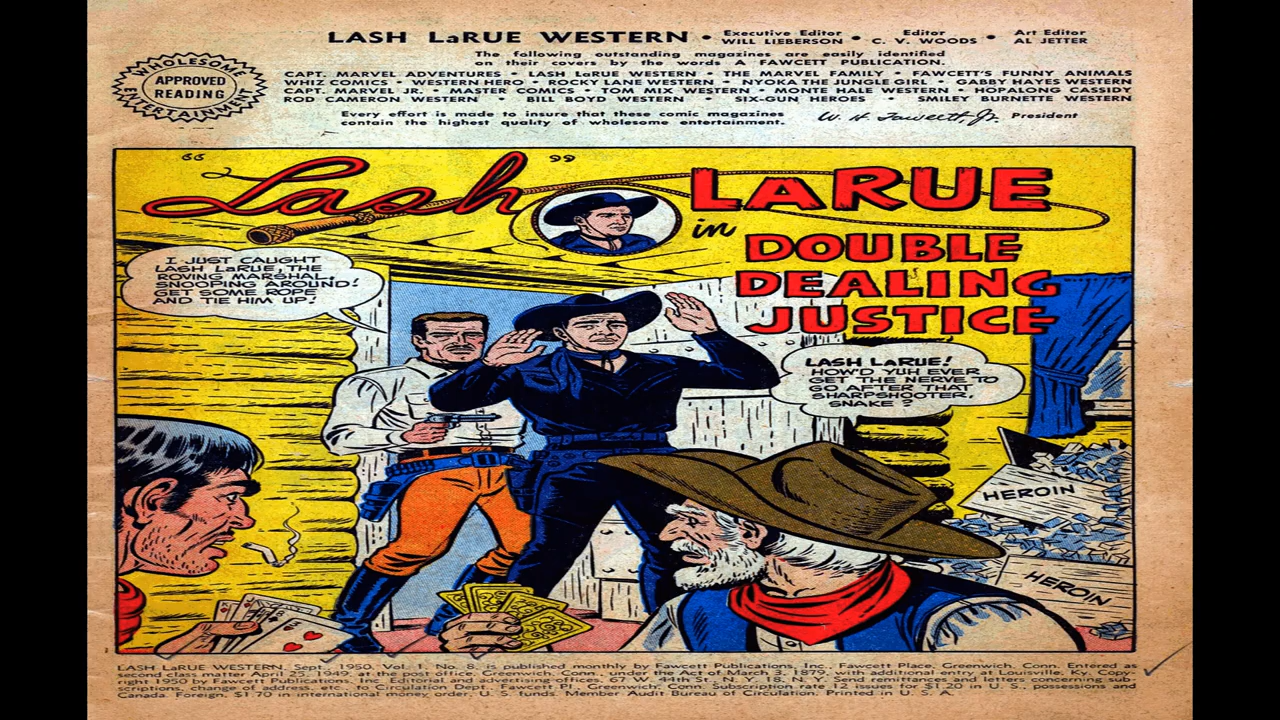 LASH LaRUE WESTERN • Executive Editor WILL LIEBERSON • Editor C. V. WOODS • Art Editor AL JETTER
The following outstanding magazines are easily identified
on their covers by the words A FAWCETT PUBLICATION.
WHOLESOME
APPROVED
READING
ENTERTAINMENT
CAPT. MARVEL ADVENTURES • LASH LaRUE WESTERN • THE MARVEL FAMILY • FAWCETT'S FUNNY ANIMALS
WHIZ COMICS • WESTERN HERO • ROCKY LANE WESTERN • NYOKA THE JUNGLE GIRL • GABBY HAYES WESTERN
CAPT. MARVEL JR. • MASTER COMICS • TOM MIX WESTERN • MONTE HALE WESTERN • HOPALONG CASSIDY
ROD CAMERON WESTERN • BILL BOYD WESTERN • SIX-GUN HEROES • SMILEY BURNETTE WESTERN
Every effort is made to insure that these comic magazines
contain the highest quality of wholesome entertainment.
W. H. Fawcett, Jr. President
"Lash" LaRUE
in
DOUBLE
DEALING
JUSTICE
I JUST CAUGHT
LASH LaRUE, THE
ROVING MARSHAL,
SNOOPING AROUND!
GET SOME ROPE
AND TIE HIM UP!
LASH LaRUE!
HOW'D YUH EVER
GET THE NERVE TO
GO AFTER THAT
SHARPSHOOTER,
SNAKE?
HEROIN
HEROIN
LASH LaRUE WESTERN, Sept., 1950. Vol. 1, No. 8, is published monthly by Fawcett Publications, Inc., Fawcett Place, Greenwich, Conn. Entered as
second class matter April 25, 1949, at the post office, Greenwich, Conn. under the Act of March 3, 1879, with additional entry at Louisville, Ky. Copy-
right 1950 by Fawcett Publications, Inc. Editorial and advertising offices, 67 W. 44th St., N. Y. 18, N. Y. Send remittances and letters concerning sub-
scriptions, change of address, etc., to Circulation Dept. Fawcett Pl., Greenwich, Conn. Subscription rate 12 issues for $1.20 in U. S., possessions and
Canada. Foreign, $1.70 in international money order, U. S. funds. Member Audit Bureau of Circulation. Printed in U. S. A.